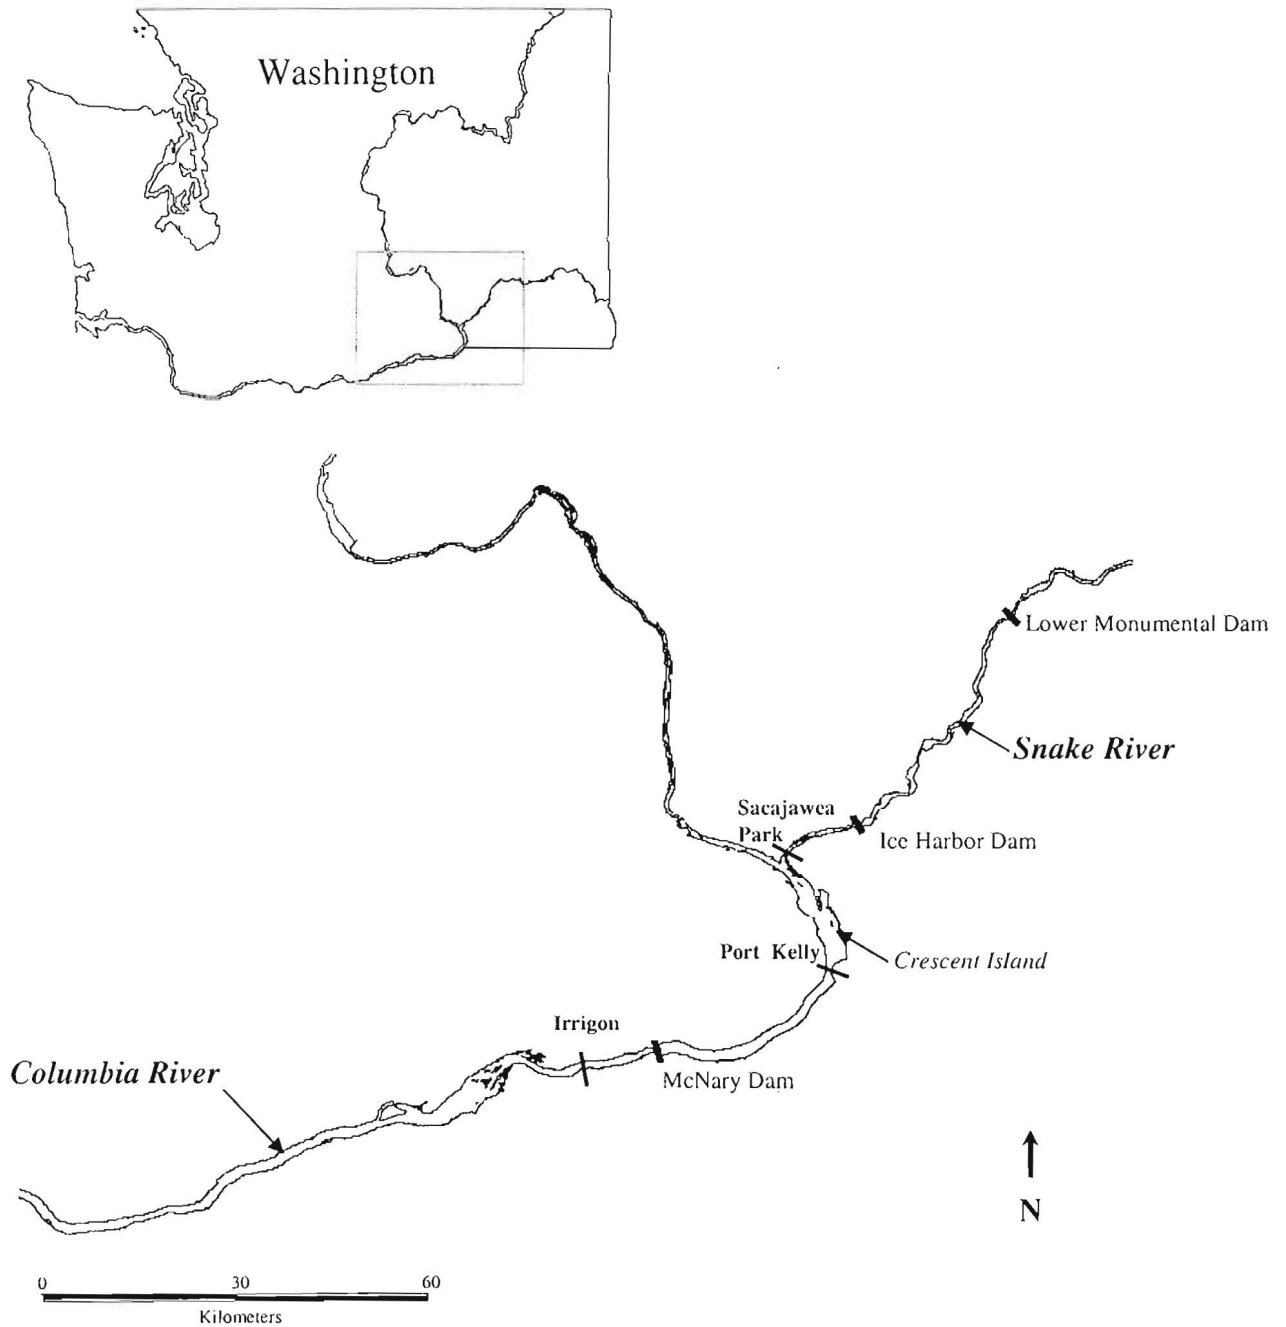 Washington
Lower Monumental Dam
Snake River
Sacajawea
Park
Ice Harbor Dam
Port Kelly
Crescent Island
Irrigon
Columbia River
McNary Dam
N
0 30 60
Kilometers